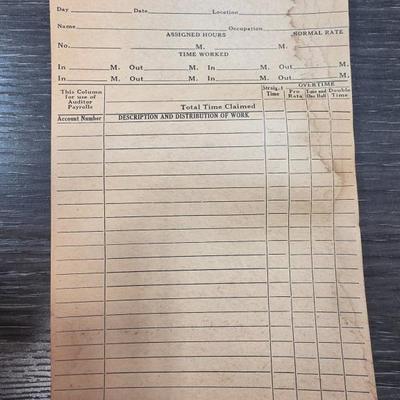 Day Date Location
Name Occupation
ASSIGNED HOURS NORMAL RATE
No. M. M.
TIME WORKED
In M. Out M. In M. Out M.
In M. Out M. In M. Out M.
This Column for use of Auditor Payrolls
Total Time Claimed
Straight Time
OVERTIME
Pro Rata
Time and One Half
Double Time
Account Number
DESCRIPTION AND DISTRIBUTION OF WORK